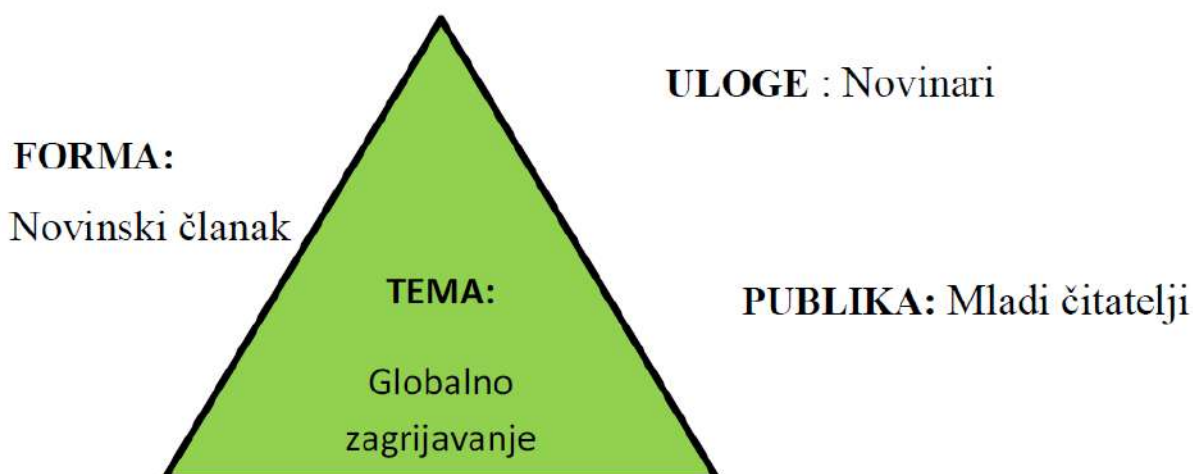 ULOGE : Novinari
FORMA:
Novinski članak
TEMA:
PUBLIKA: Mladi čitatelji
Globalno
zagrijavanje